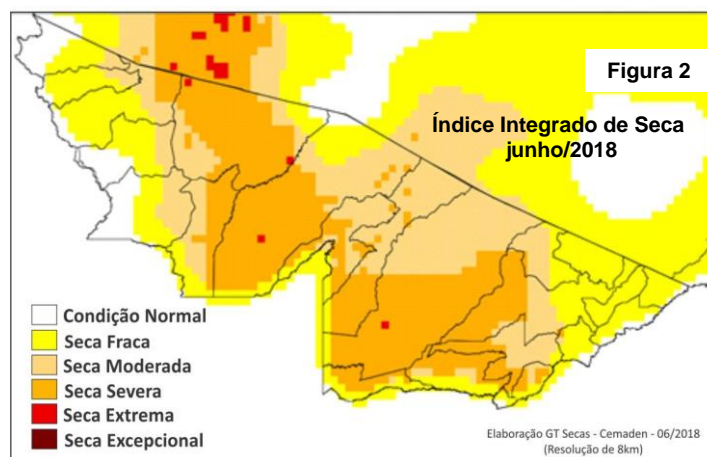 Figura 2
Índice Integrado de Seca
junho/2018
Condição Normal
Seca Fraca
Seca Moderada
Seca Severa
Seca Extrema
Seca Excepcional
Elaboração GT Secas - Cemaden - 06/2018
(Resolução de 8km)